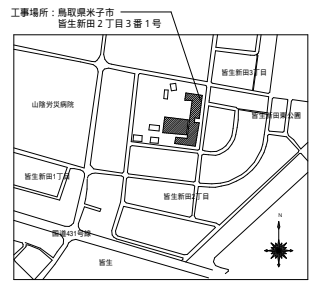 工事場所：鳥取県米子市
皆生新田２丁目３番１号
皆生新田3丁目
山陰労災病院
皆生新田東公園
皆生新田1丁目
皆生新田2丁目
国道431号線
皆生
N